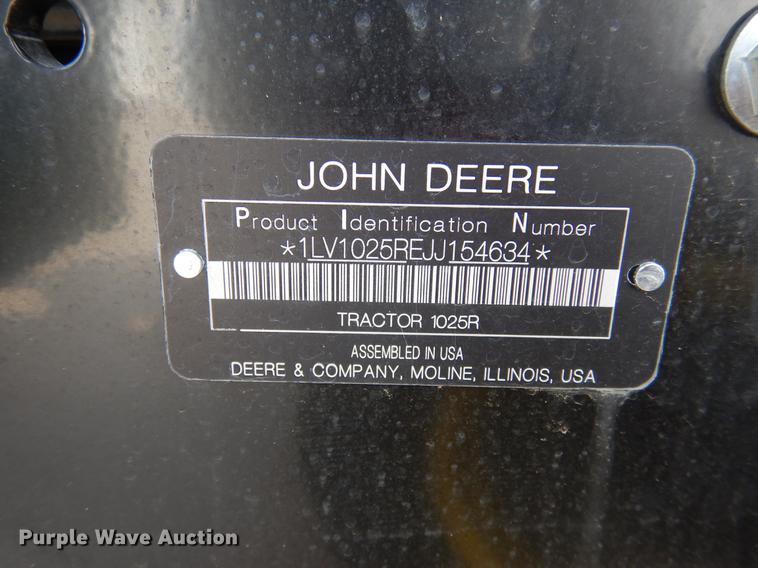 JOHN DEERE
Product Identification Number
*1LV1025REJJ154634*
TRACTOR 1025R
ASSEMBLED IN USA
DEERE & COMPANY, MOLINE, ILLINOIS, USA
Purple Wave Auction®